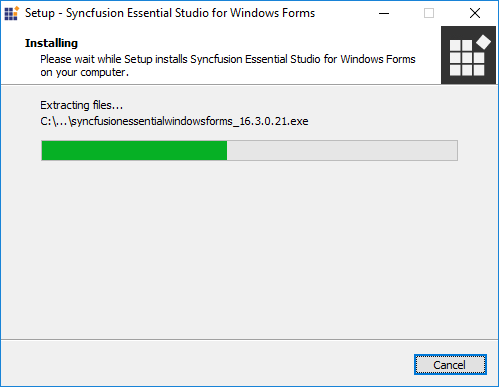 Setup - Syncfusion Essential Studio for Windows Forms
Installing
Please wait while Setup installs Syncfusion Essential Studio for Windows Forms
on your computer.
Extracting files...
C:\...\syncfusionessentialwindowsforms_16.3.0.21.exe
Cancel